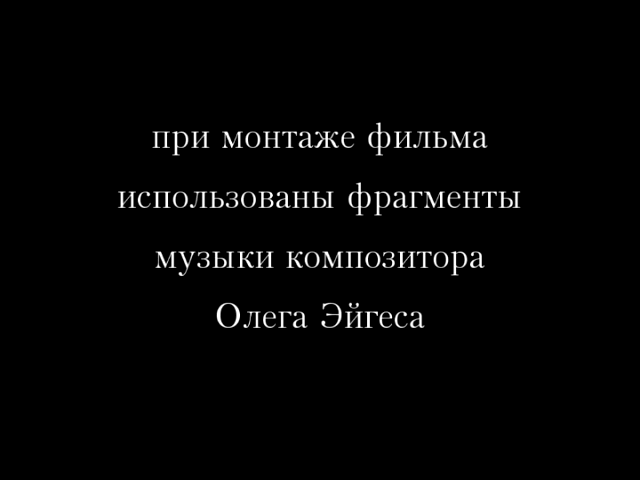 при монтаже фильма
использованы фрагменты
музыки композитора
Олега Эйгеса